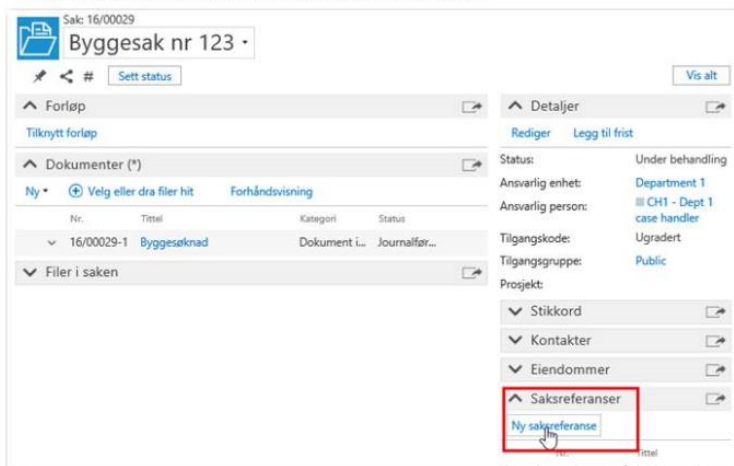 Sak: 16/00029
Byggesak nr 123
# Sett status
Vis alt
Forløp
Tilknytt forløp
Dokumenter (*)
Ny Velg eller dra filer hit Forhåndsvisning
Nr. Tittel Kategori Status
16/00029-1 Byggesøknad Dokument i... Journalfør...
Filer i saken
Detaljer
Rediger Legg til frist
Status: Under behandling
Ansvarlig enhet: Department 1
Ansvarlig person: CH1 - Dept 1
case handler
Tilgangskode: Ugradert
Tilgangsgruppe: Public
Prosjekt:
Stikkord
Kontakter
Eiendommer
Saksreferanser
Ny saksreferanse
Nr. Tittel